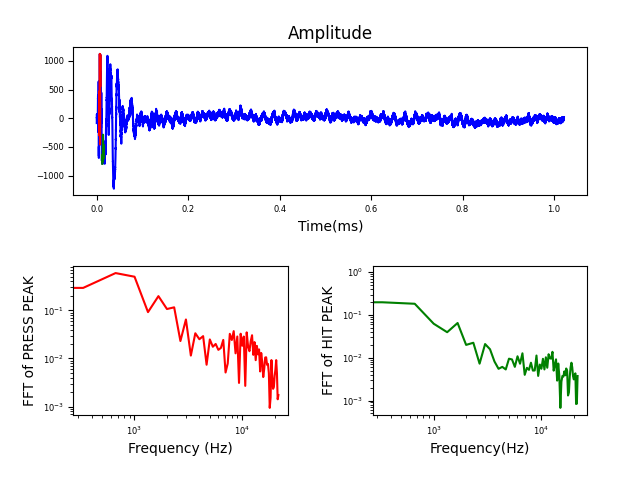 Amplitude
1000
500
0
−500
−1000
0.0 0.2 0.4 0.6 0.8 1.0
Time(ms)
FFT of PRESS PEAK
10⁻¹
10⁻²
10⁻³
10³ 10⁴
Frequency (Hz)
FFT of HIT PEAK
10⁰
10⁻¹
10⁻²
10⁻³
10³ 10⁴
Frequency(Hz)